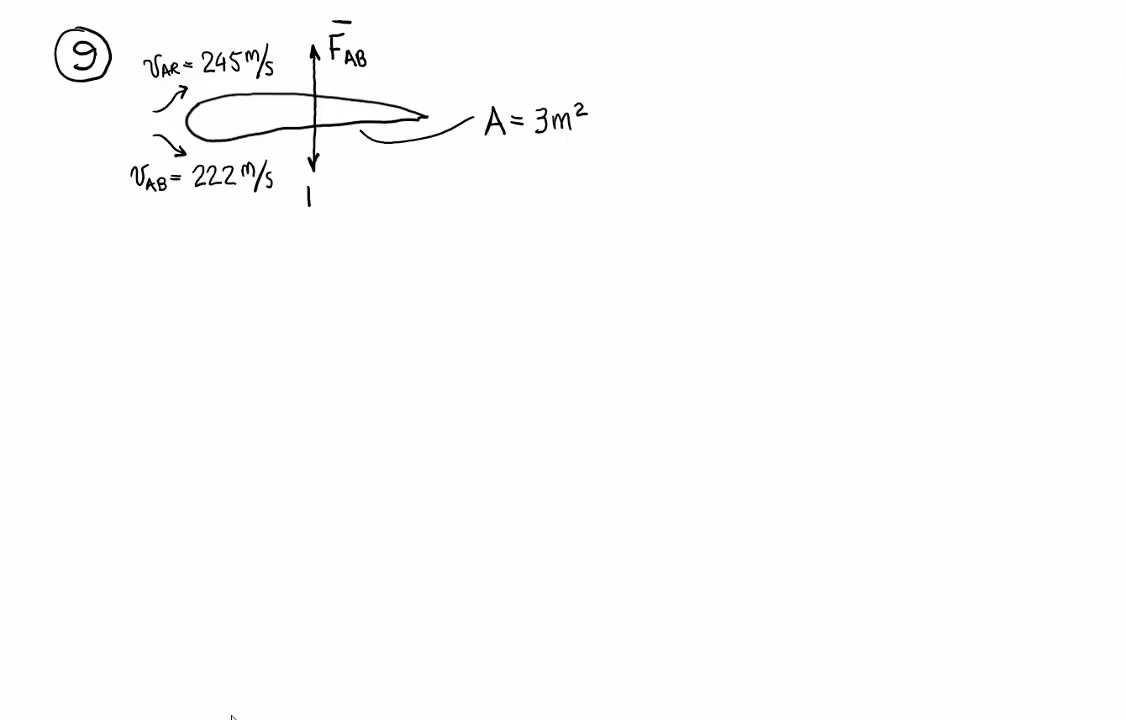 9
v_AR = 245 m/s
F̅_AB
A = 3m²
v_AB = 222 m/s